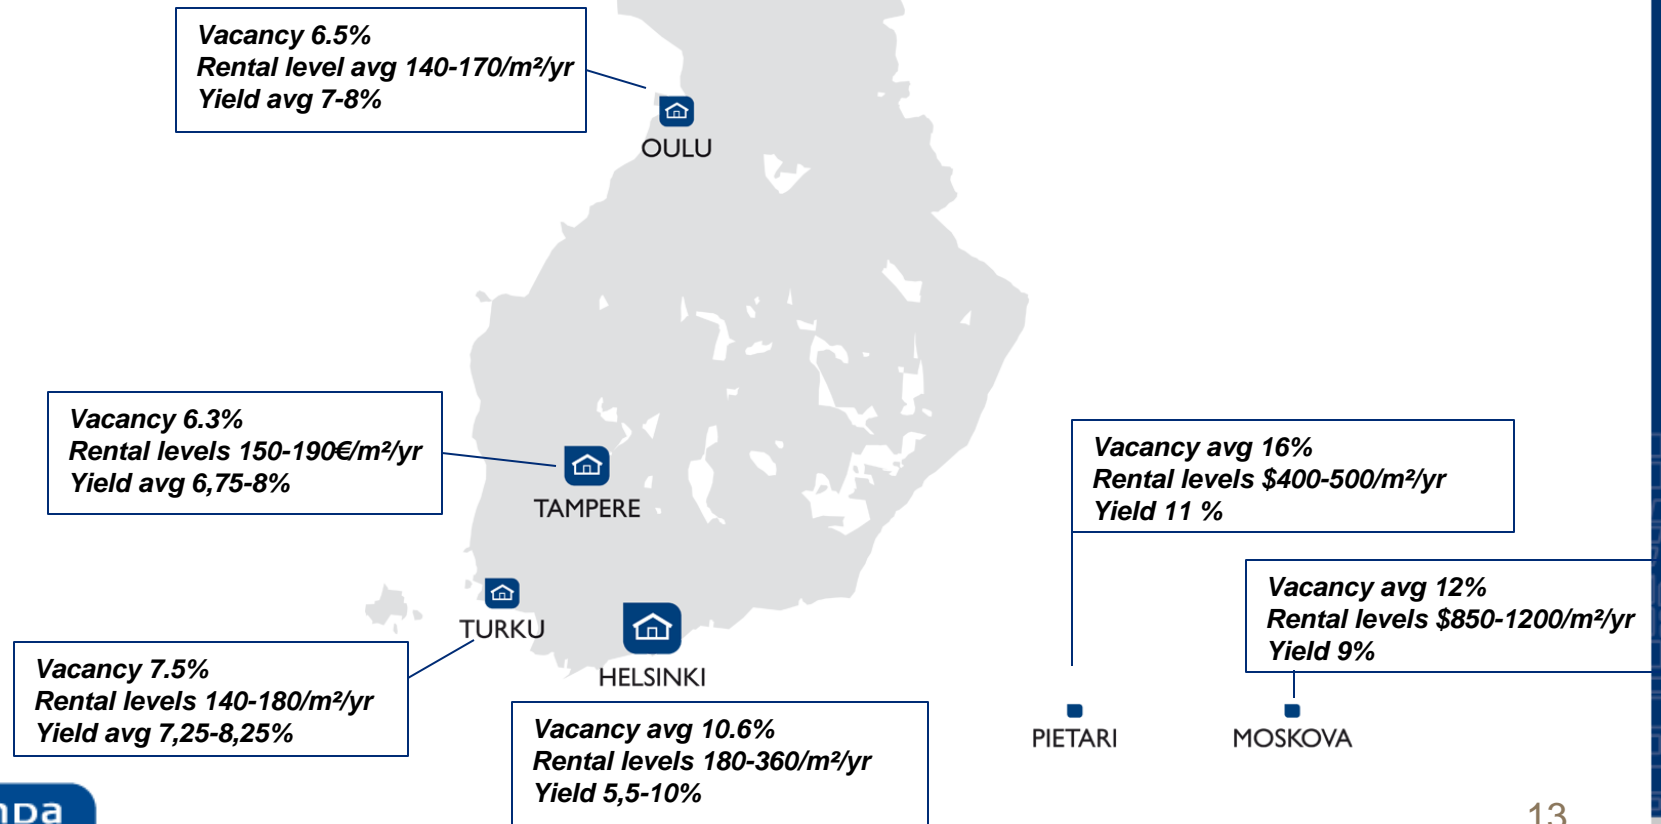 Vacancy 6.5%
Rental level avg 140-170/m²/yr
Yield avg 7-8%
OULU
Vacancy 6.3%
Rental levels 150-190€/m²/yr
Yield avg 6,75-8%
TAMPERE
Vacancy avg 16%
Rental levels $400-500/m²/yr
Yield 11 %
Vacancy avg 12%
Rental levels $850-1200/m²/yr
Yield 9%
TURKU
HELSINKI
Vacancy 7.5%
Rental levels 140-180/m²/yr
Yield avg 7,25-8,25%
Vacancy avg 10.6%
Rental levels 180-360/m²/yr
Yield 5,5-10%
PIETARI
MOSKOVA
13